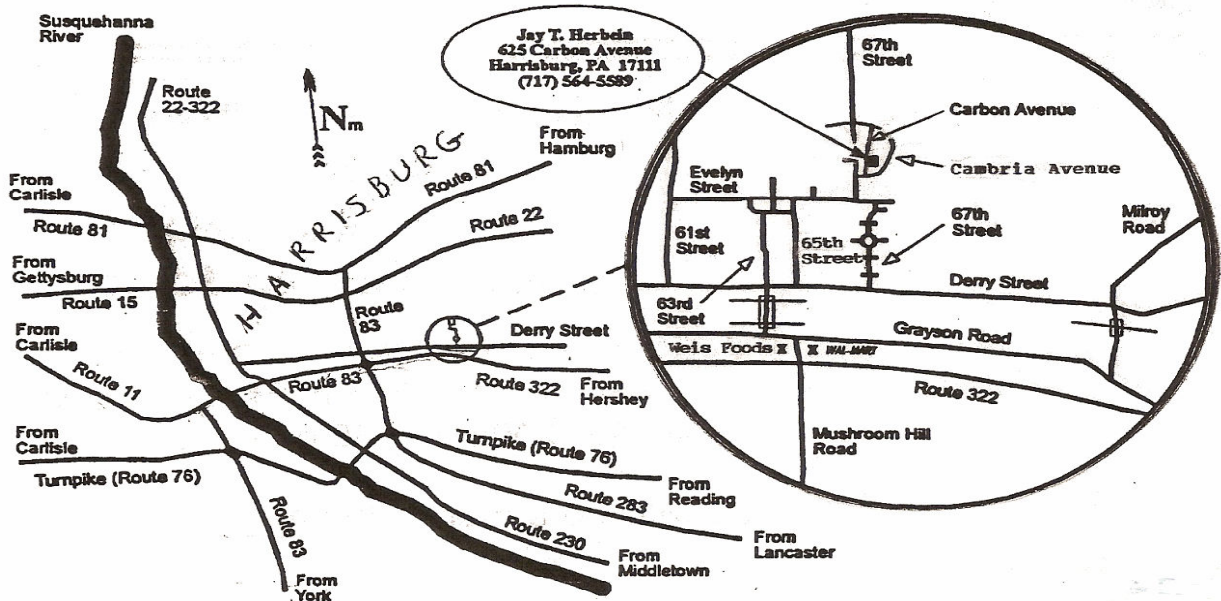 Susquehanna
River
Route
22-322
Nm
HARRISBURG
From
Hamburg
Route 81
Route 22
From
Carlisle
Route 81
From
Gettysburg
Route 15
From
Carlisle
Route 11
Route
83
Derry Street
Route 83
Route 322
From
Hershey
From
Carlisle
Turnpike (Route 76)
Turnpike (Route 76)
From
Reading
Route 283
From
Lancaster
Route 230
From
Middletown
Route 83
From
York
Jay T. Herbein
625 Carbon Avenue
Harrisburg, PA 17111
(717) 564-5589
67th
Street
Carbon Avenue
Cambria Avenue
Evelyn
Street
61st
Street
65th
Street
67th
Street
Milroy
Road
63rd
Street
Derry Street
Grayson Road
Weis Foods X X WAL-MART
Route 322
Mushroom Hill
Road